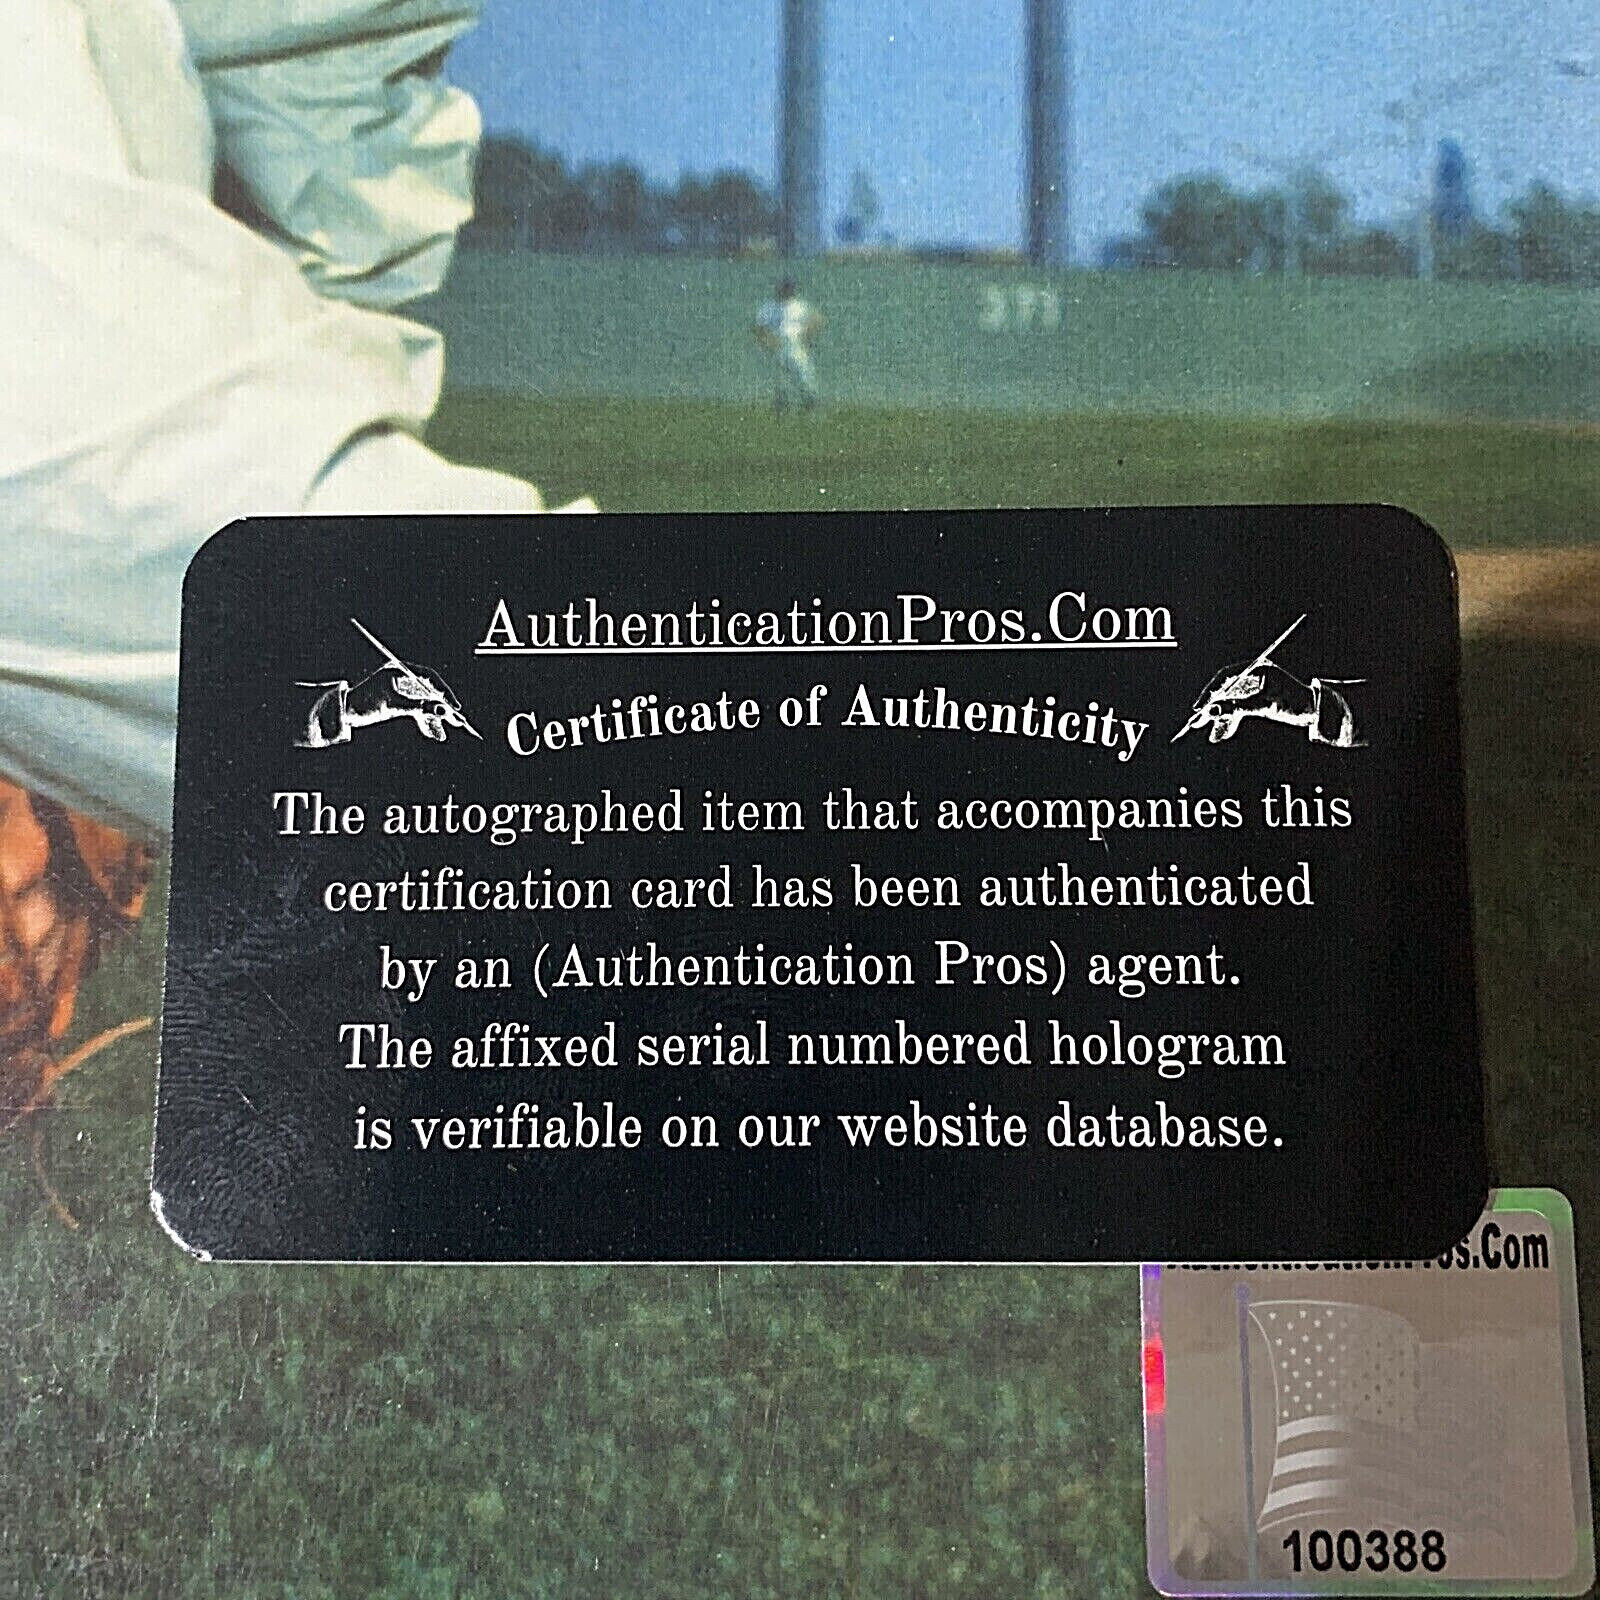 AuthenticationPros.Com
Certificate of Authenticity
The autographed item that accompanies this
certification card has been authenticated
by an (Authentication Pros) agent.
The affixed serial numbered hologram
is verifiable on our website database.
100388